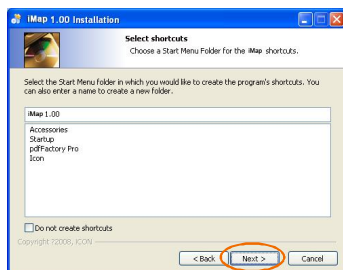 iMap 1.00 Installation
Select shortcuts
Choose a Start Menu Folder for the iMap shortcuts.
Select the Start Menu folder in which you would like to create the program's shortcuts. You
can also enter a name to create a new folder.
iMap 1.00
Accessories
Startup
pdfFactory Pro
Icon
Do not create shortcuts
Copyright ?2008, ICON
< Back
Next >
Cancel